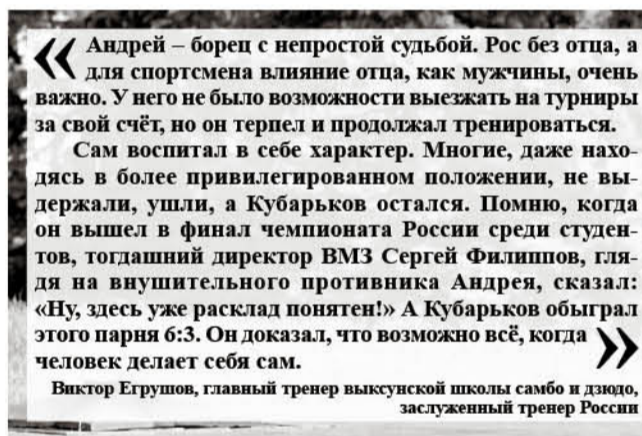 « Андрей – борец с непростой судьбой. Рос без отца, а
для спортсмена влияние отца, как мужчины, очень
важно. У него не было возможности выезжать на турниры
за свой счёт, но он терпел и продолжал тренироваться.
Сам воспитал в себе характер. Многие, даже нахо-
дясь в более привилегированном положении, не вы-
держали, ушли, а Кубарьков остался. Помню, когда
он вышел в финал чемпионата России среди студен-
тов, тогдашний директор ВМЗ Сергей Филиппов, гля-
дя на внушительного противника Андрея, сказал:
«Ну, здесь уже расклад понятен!» А Кубарьков обыграл
этого парня 6:3. Он доказал, что возможно всё, когда
человек делает себя сам. »
Виктор Егрушов, главный тренер выксунской школы самбо и дзюдо,
заслуженный тренер России